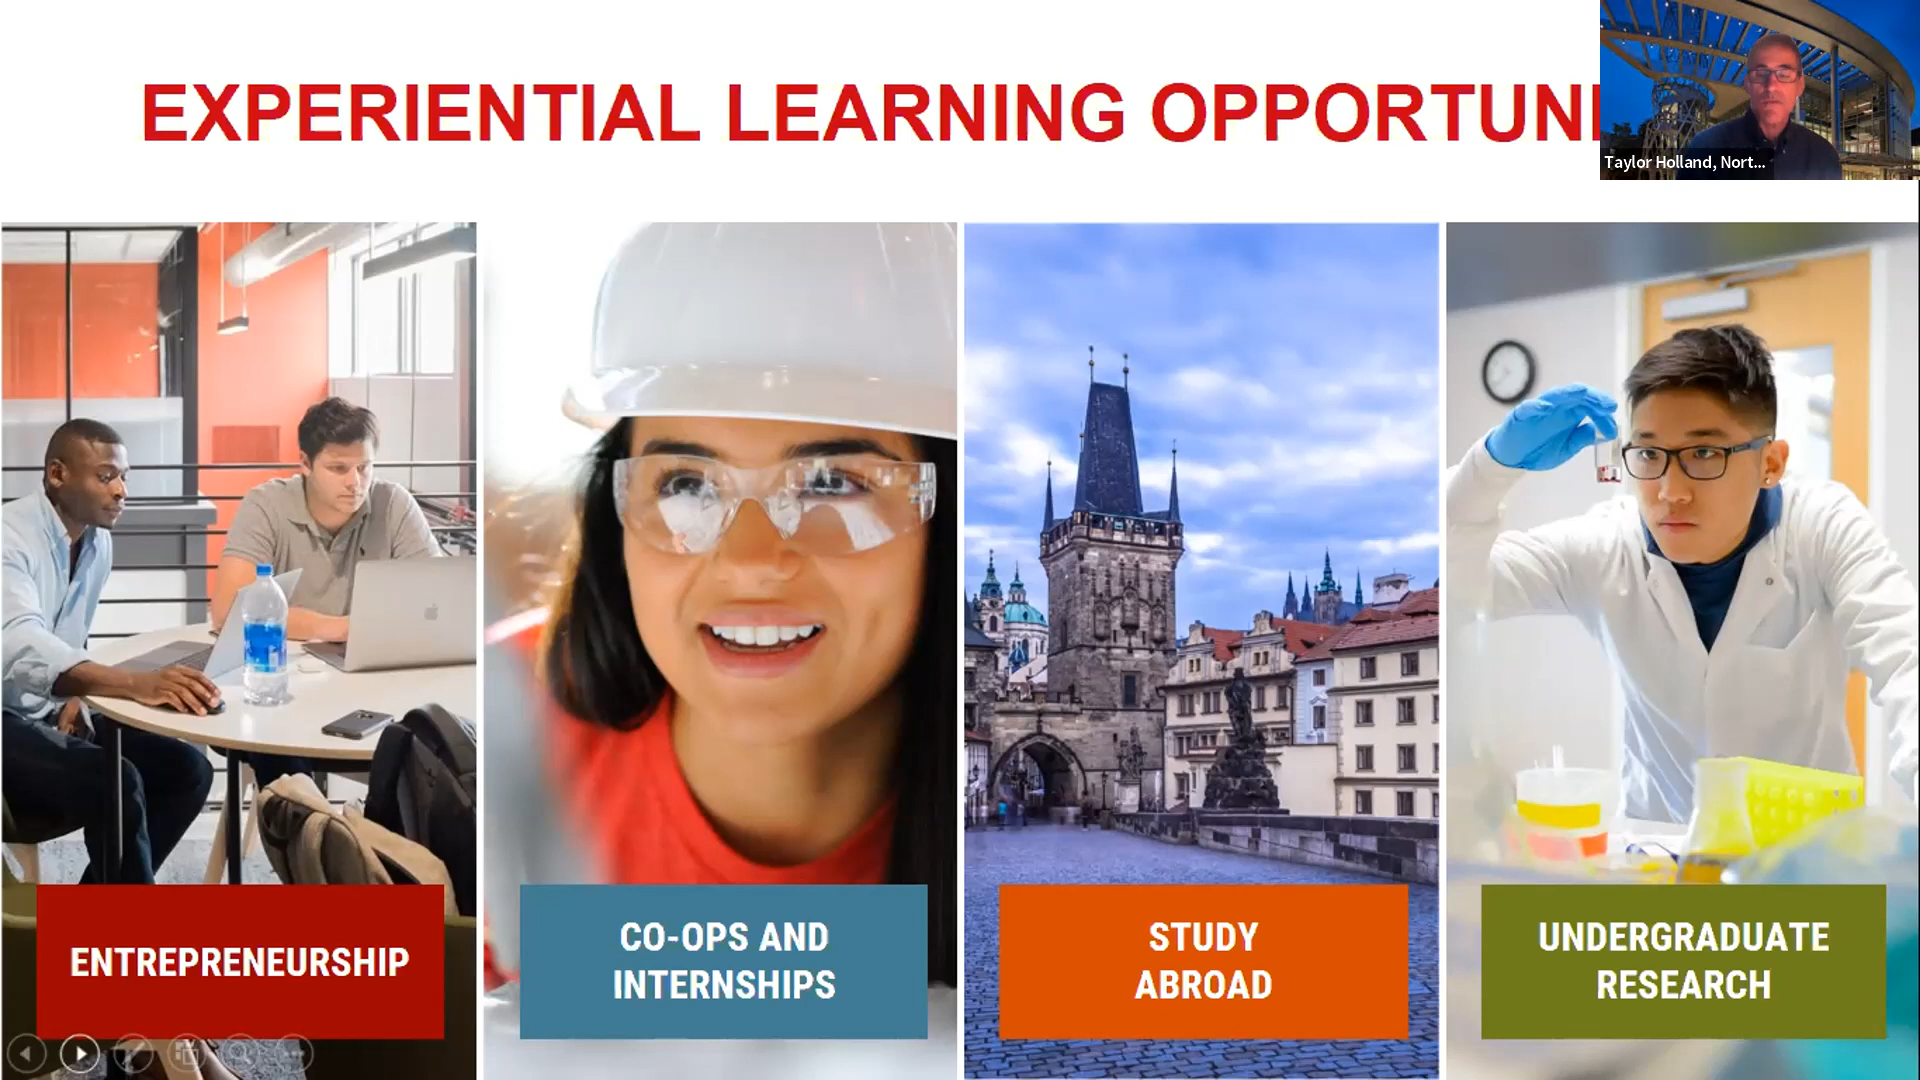 EXPERIENTIAL LEARNING OPPORTUNI
Taylor Holland, Nort...
ENTREPRENEURSHIP
CO-OPS AND
INTERNSHIPS
STUDY
ABROAD
UNDERGRADUATE
RESEARCH